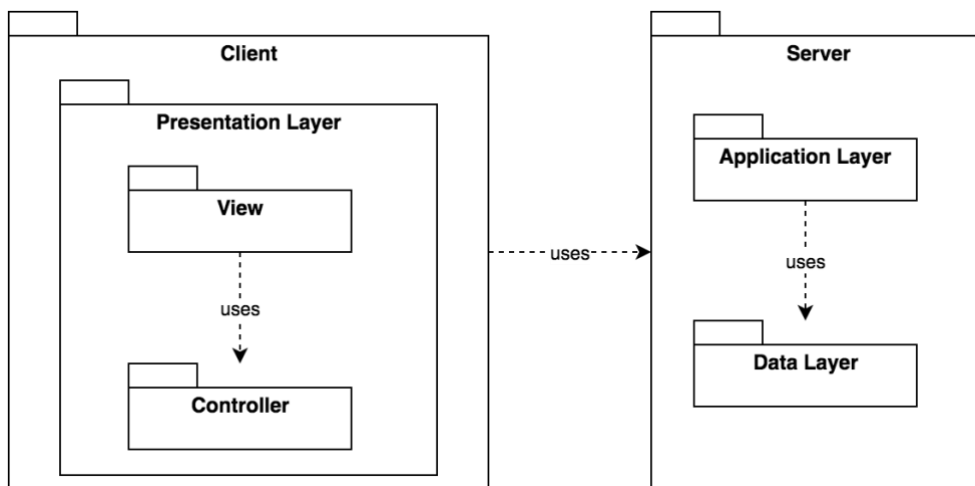 Client
Presentation Layer
View
uses
Controller
uses
Server
Application Layer
uses
Data Layer